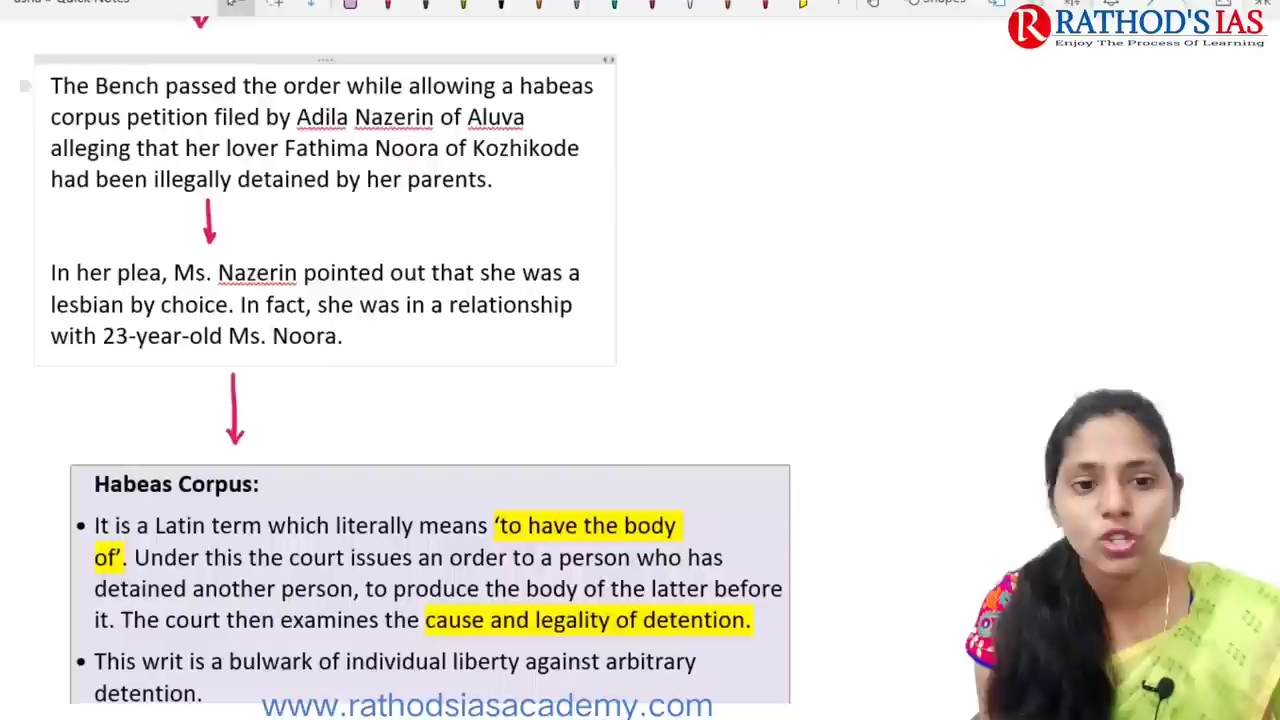 Quick Notes
Shapes
R RATHOD'S IAS
Enjoy The Process Of Learning
The Bench passed the order while allowing a habeas
corpus petition filed by Adila Nazerin of Aluva
alleging that her lover Fathima Noora of Kozhikode
had been illegally detained by her parents.
In her plea, Ms. Nazerin pointed out that she was a
lesbian by choice. In fact, she was in a relationship
with 23-year-old Ms. Noora.
Habeas Corpus:
• It is a Latin term which literally means ‘to have the body
of’. Under this the court issues an order to a person who has
detained another person, to produce the body of the latter before
it. The court then examines the cause and legality of detention.
• This writ is a bulwark of individual liberty against arbitrary
detention.
www.rathodsiasacademy.com